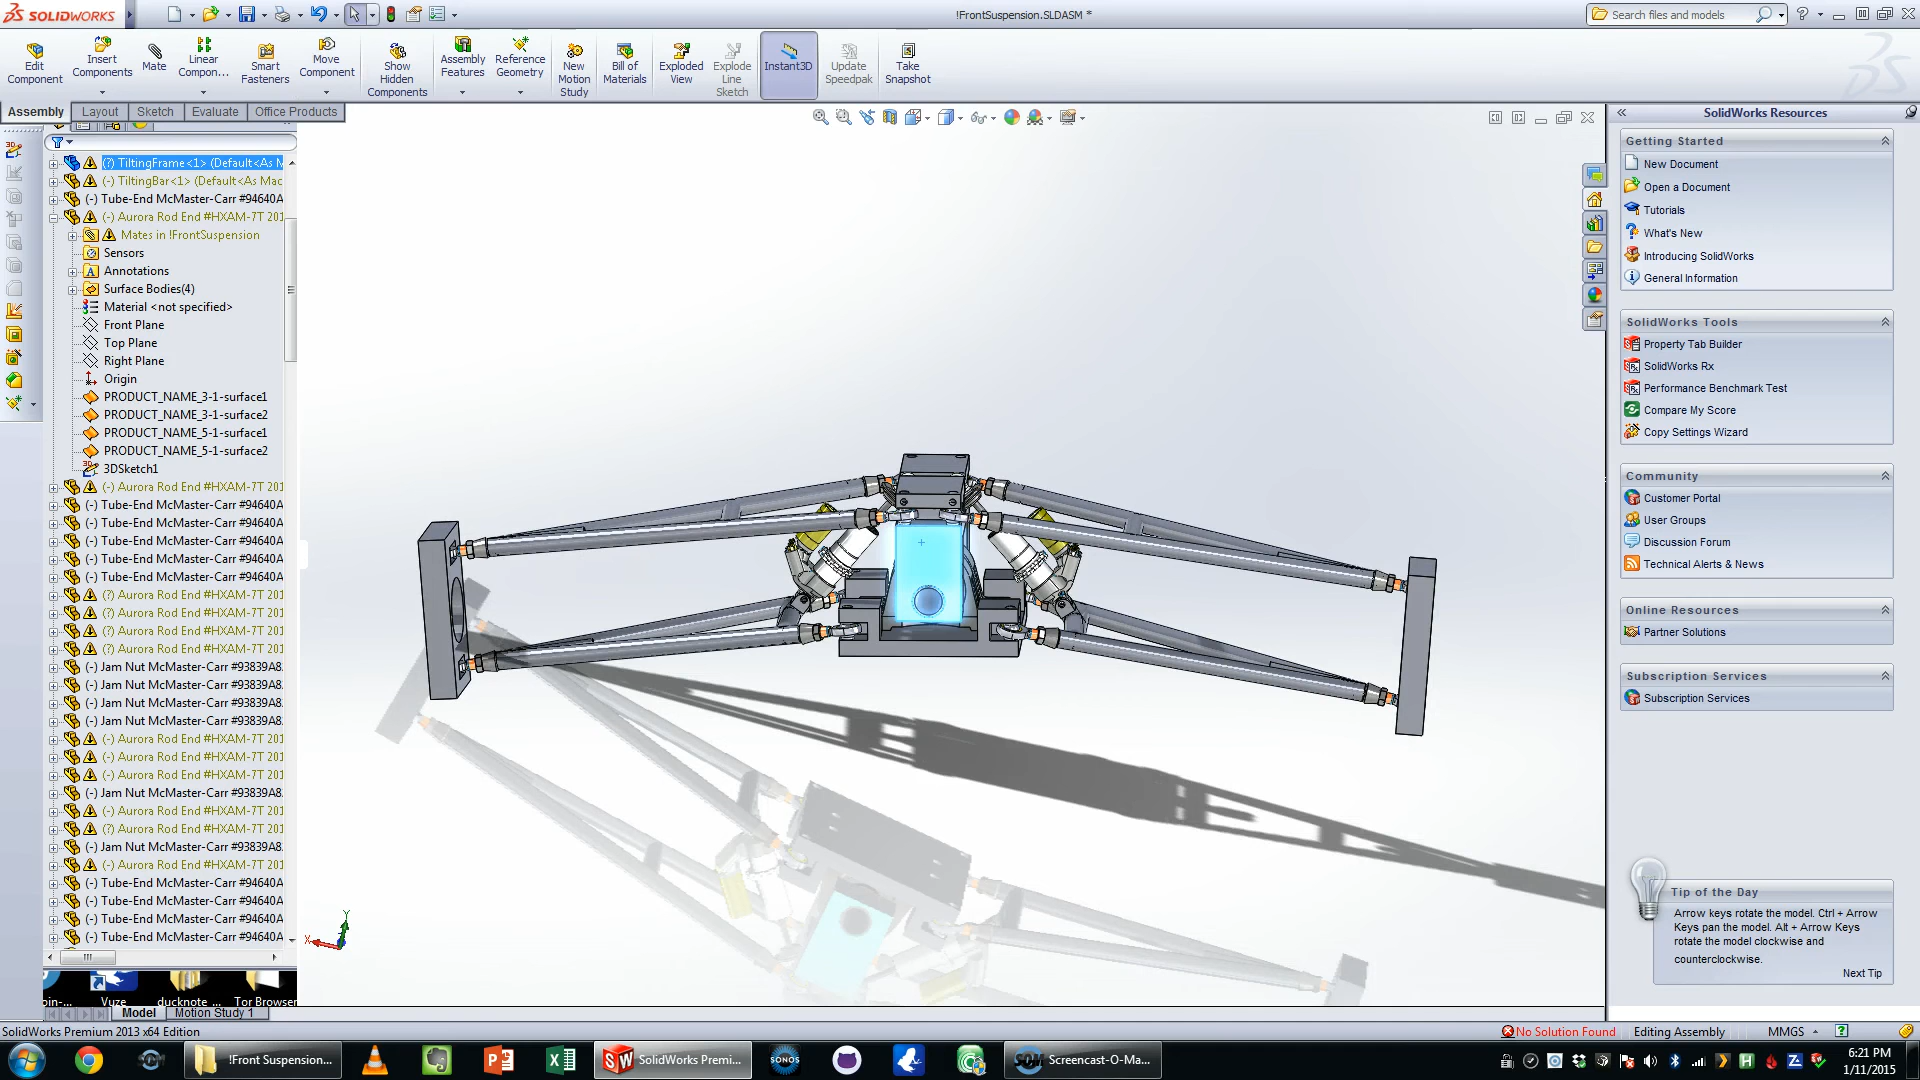 SOLIDWORKS
!FrontSuspension.SLDASM *
Search files and models
Edit Component
Insert Components
Mate
Linear Compon...
Smart Fasteners
Move Component
Show Hidden Components
Assembly Features
Reference Geometry
New Motion Study
Bill of Materials
Exploded View
Explode Line Sketch
Instant3D
Update Speedpak
Take Snapshot
Assembly
Layout
Sketch
Evaluate
Office Products
(?) TiltingFrame<1> (Default<As M
(-) TiltingBar<1> (Default<As Mac
(-) Tube-End McMaster-Carr #94640A
(-) Aurora Rod End #HXAM-7T 201
Mates in !FrontSuspension
Sensors
Annotations
Surface Bodies(4)
Material <not specified>
Front Plane
Top Plane
Right Plane
Origin
PRODUCT_NAME_3-1-surface1
PRODUCT_NAME_3-1-surface2
PRODUCT_NAME_5-1-surface1
PRODUCT_NAME_5-1-surface2
3DSketch1
(-) Aurora Rod End #HXAM-7T 201
(-) Tube-End McMaster-Carr #94640A
(-) Tube-End McMaster-Carr #94640A
(-) Tube-End McMaster-Carr #94640A
(-) Tube-End McMaster-Carr #94640A
(-) Tube-End McMaster-Carr #94640A
(?) Aurora Rod End #HXAM-7T 201
(?) Aurora Rod End #HXAM-7T 201
(?) Aurora Rod End #HXAM-7T 201
(?) Aurora Rod End #HXAM-7T 201
(-) Jam Nut McMaster-Carr #93839A8
(-) Jam Nut McMaster-Carr #93839A8
(-) Jam Nut McMaster-Carr #93839A8
(-) Jam Nut McMaster-Carr #93839A8
(-) Aurora Rod End #HXAM-7T 201
(-) Aurora Rod End #HXAM-7T 201
(-) Aurora Rod End #HXAM-7T 201
(-) Jam Nut McMaster-Carr #93839A8
(-) Aurora Rod End #HXAM-7T 201
(?) Aurora Rod End #HXAM-7T 201
(-) Jam Nut McMaster-Carr #93839A8
(-) Aurora Rod End #HXAM-7T 201
(-) Tube-End McMaster-Carr #94640A
(-) Tube-End McMaster-Carr #94640A
(-) Tube-End McMaster-Carr #94640A
(-) Tube-End McMaster-Carr #94640A
Vuze
ducknote ...
Tor Browser
Model
Motion Study 1
Y
X
SolidWorks Resources
Getting Started
New Document
Open a Document
Tutorials
What's New
Introducing SolidWorks
General Information
SolidWorks Tools
Property Tab Builder
SolidWorks Rx
Performance Benchmark Test
Compare My Score
Copy Settings Wizard
Community
Customer Portal
User Groups
Discussion Forum
Technical Alerts & News
Online Resources
Partner Solutions
Subscription Services
Subscription Services
Tip of the Day
Arrow keys rotate the model. Ctrl + Arrow
Keys pan the model. Alt + Arrow Keys
rotate the model clockwise and
counterclockwise.
Next Tip
SolidWorks Premium 2013 x64 Edition
No Solution Found
Editing Assembly
MMGS
!Front Suspension...
SolidWorks Premi...
SONOS
Screencast-O-Ma...
6:21 PM
1/11/2015